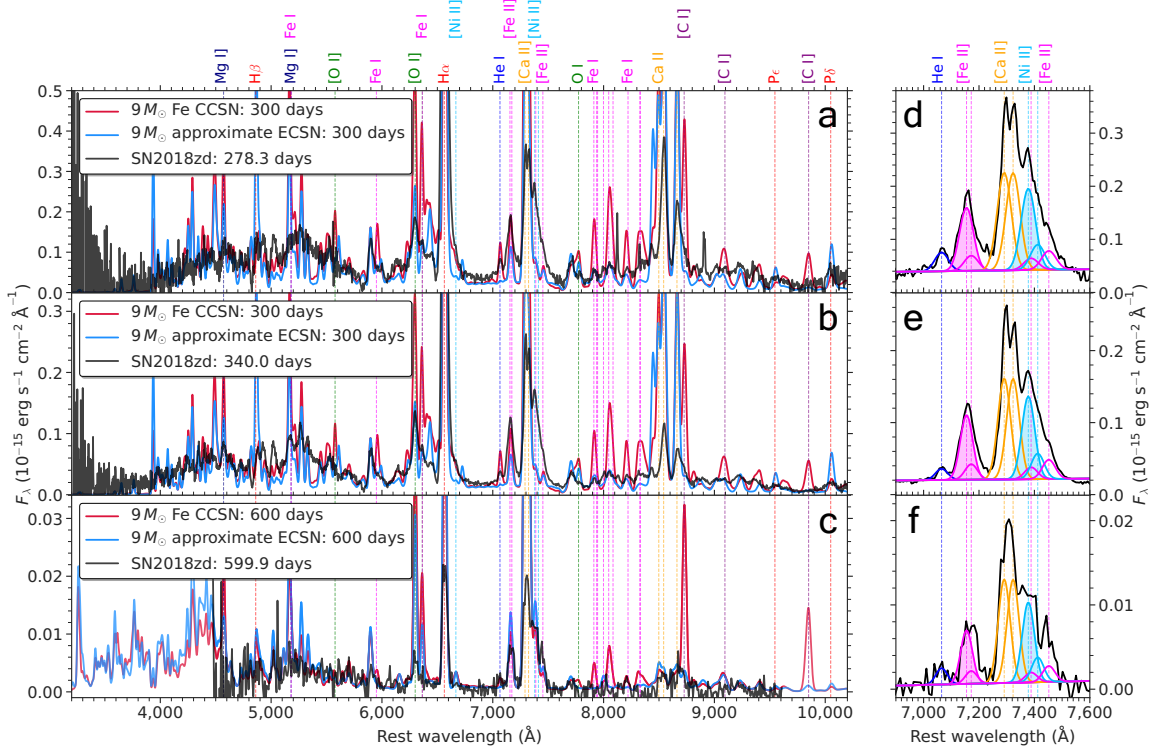 Mg I]
Hβ
Mg I]
Fe I
[O I]
Fe I
[O I]
Fe I
Hα
[Ni II]
He I
[Fe II]
[Ca II]
[Ni II]
[Fe II]
O I
Fe I
Fe I
Ca II
[C I]
[C I]
Pε
[C I]
Pδ
He I
[Fe II]
[Ca II]
[Ni II]
[Fe II]
0.5
0.4
0.3
0.2
0.1
0.0
9 M⊙ Fe CCSN: 300 days
9 M⊙ approximate ECSN: 300 days
SN2018zd: 278.3 days
a
d
0.3
0.2
0.1
0.0
0.3
0.2
0.1
0.0
9 M⊙ Fe CCSN: 300 days
9 M⊙ approximate ECSN: 300 days
SN2018zd: 340.0 days
b
e
0.2
0.1
0.0
0.03
0.02
0.01
0.00
9 M⊙ Fe CCSN: 600 days
9 M⊙ approximate ECSN: 600 days
SN2018zd: 599.9 days
c
f
0.02
0.01
0.00
Fλ (10⁻¹⁵ erg s⁻¹ cm⁻² Å⁻¹)
Fλ (10⁻¹⁵ erg s⁻¹ cm⁻² Å⁻¹)
4,000 5,000 6,000 7,000 8,000 9,000 10,000
Rest wavelength (Å)
7,000 7,200 7,400 7,600
Rest wavelength (Å)